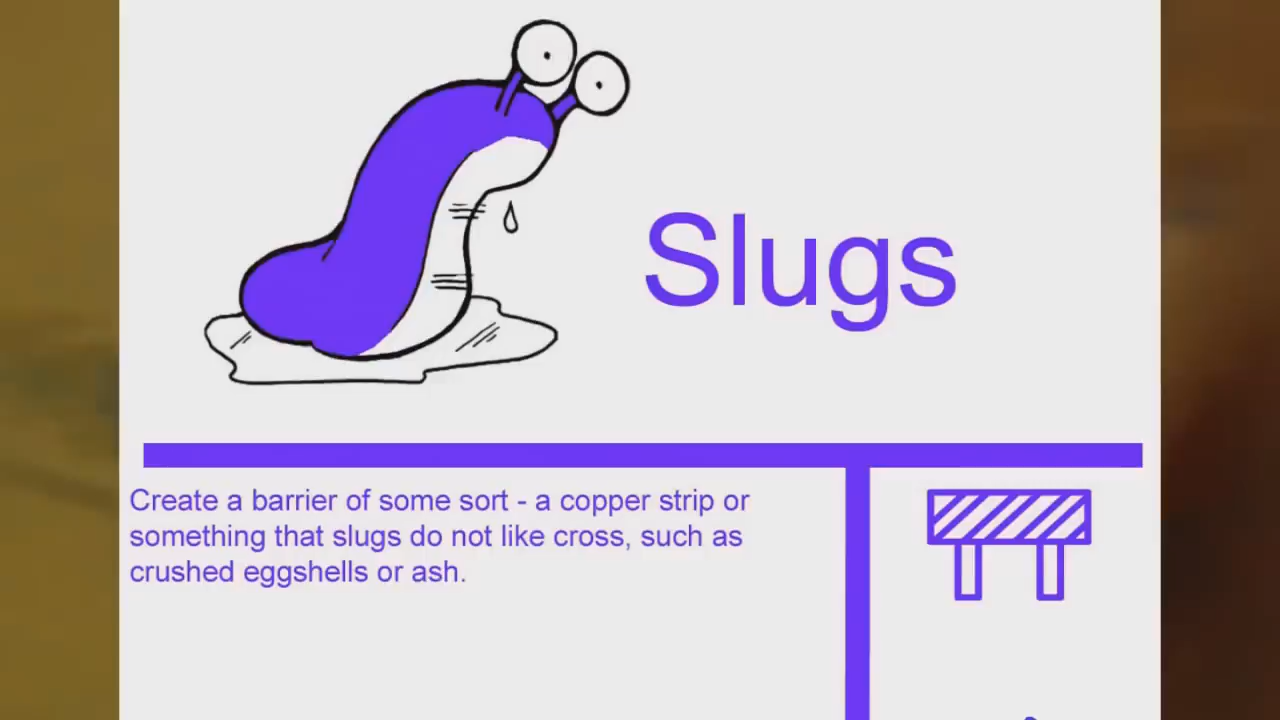 Slugs
Create a barrier of some sort - a copper strip or
something that slugs do not like cross, such as
crushed eggshells or ash.